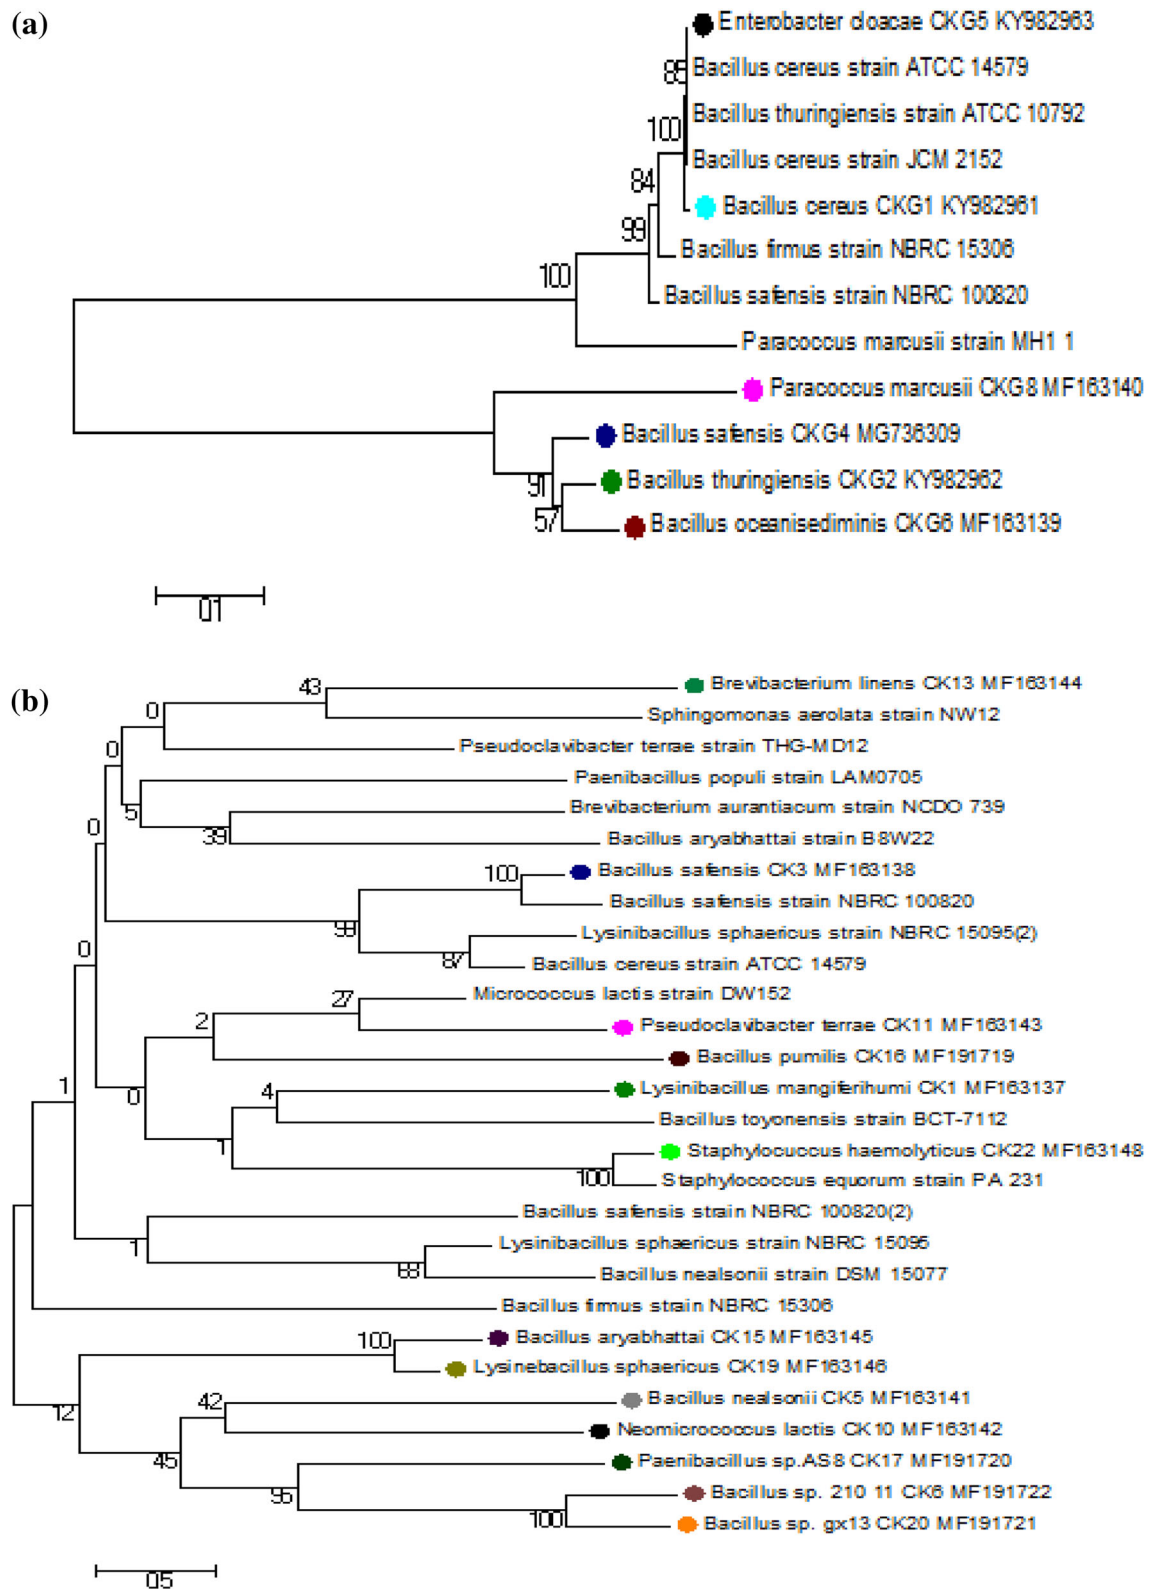 (a)
Enterobacter cloacae CKG5 KY982963
85
Bacillus cereus strain ATCC 14579
Bacillus thuringiensis strain ATCC 10792
100
Bacillus cereus strain JCM 2152
84
Bacillus cereus CKG1 KY982961
99
Bacillus firmus strain NBRC 15306
100
Bacillus safensis strain NBRC 100820
Paracoccus marcusii strain MH1 1
Paracoccus marcusii CKG8 MF163140
Bacillus safensis CKG4 MG736309
91
Bacillus thuringiensis CKG2 KY982962
57
Bacillus oceanisediminis CKG6 MF163139
0.1
(b)
43
Brevibacterium linens CK13 MF163144
0
Sphingomonas aerolata strain NW12
0
Pseudoclavibacter terrae strain THG-MD12
Paenibacillus populi strain LAM0705
5
Brevibacterium aurantiacum strain NCDO 739
0
39
Bacillus aryabhattai strain B8W22
100
Bacillus safensis CK3 MF163138
Bacillus safensis strain NBRC 100820
99
Lysinibacillus sphaericus strain NBRC 15095(2)
0
87
Bacillus cereus strain ATCC 14579
27
Micrococcus lactis strain DW152
2
Pseudoclavibacter terrae CK11 MF163143
Bacillus pumilis CK16 MF191719
1
0
4
Lysinibacillus mangiferihumi CK1 MF163137
Bacillus toyonensis strain BCT-7112
1
Staphylocuccus haemolyticus CK22 MF163148
100
Staphylococcus equorum strain PA 231
Bacillus safensis strain NBRC 100820(2)
1
Lysinibacillus sphaericus strain NBRC 15095
68
Bacillus nealsonii strain DSM 15077
Bacillus firmus strain NBRC 15306
100
Bacillus aryabhattai CK15 MF163145
Lysinebacillus sphaericus CK19 MF163146
12
42
Bacillus nealsonii CK5 MF163141
Neomicrococcus lactis CK10 MF163142
45
Paenibacillus sp.AS8 CK17 MF191720
95
Bacillus sp. 210 11 CK6 MF191722
100
Bacillus sp. gx13 CK20 MF191721
0.5